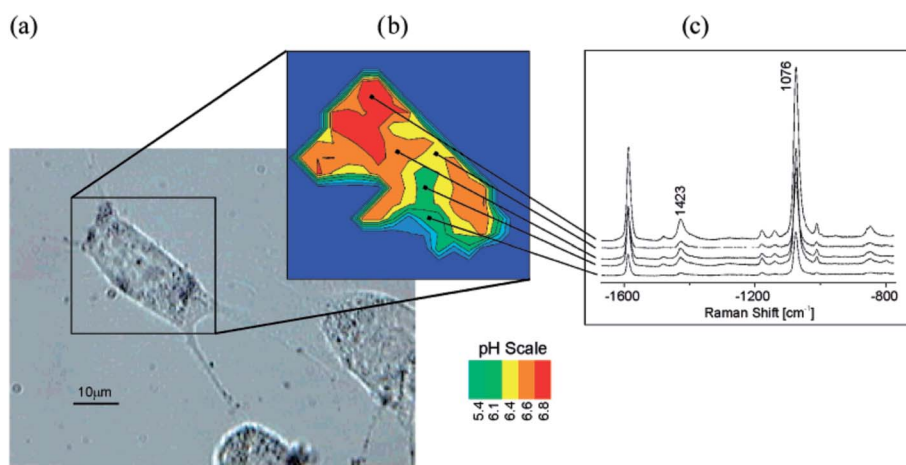 (a)
(b)
(c)
1076
1423
-1600
-1200
-800
Raman Shift [cm⁻¹]
10µm
pH Scale
5.4
6.1
6.4
6.6
6.8